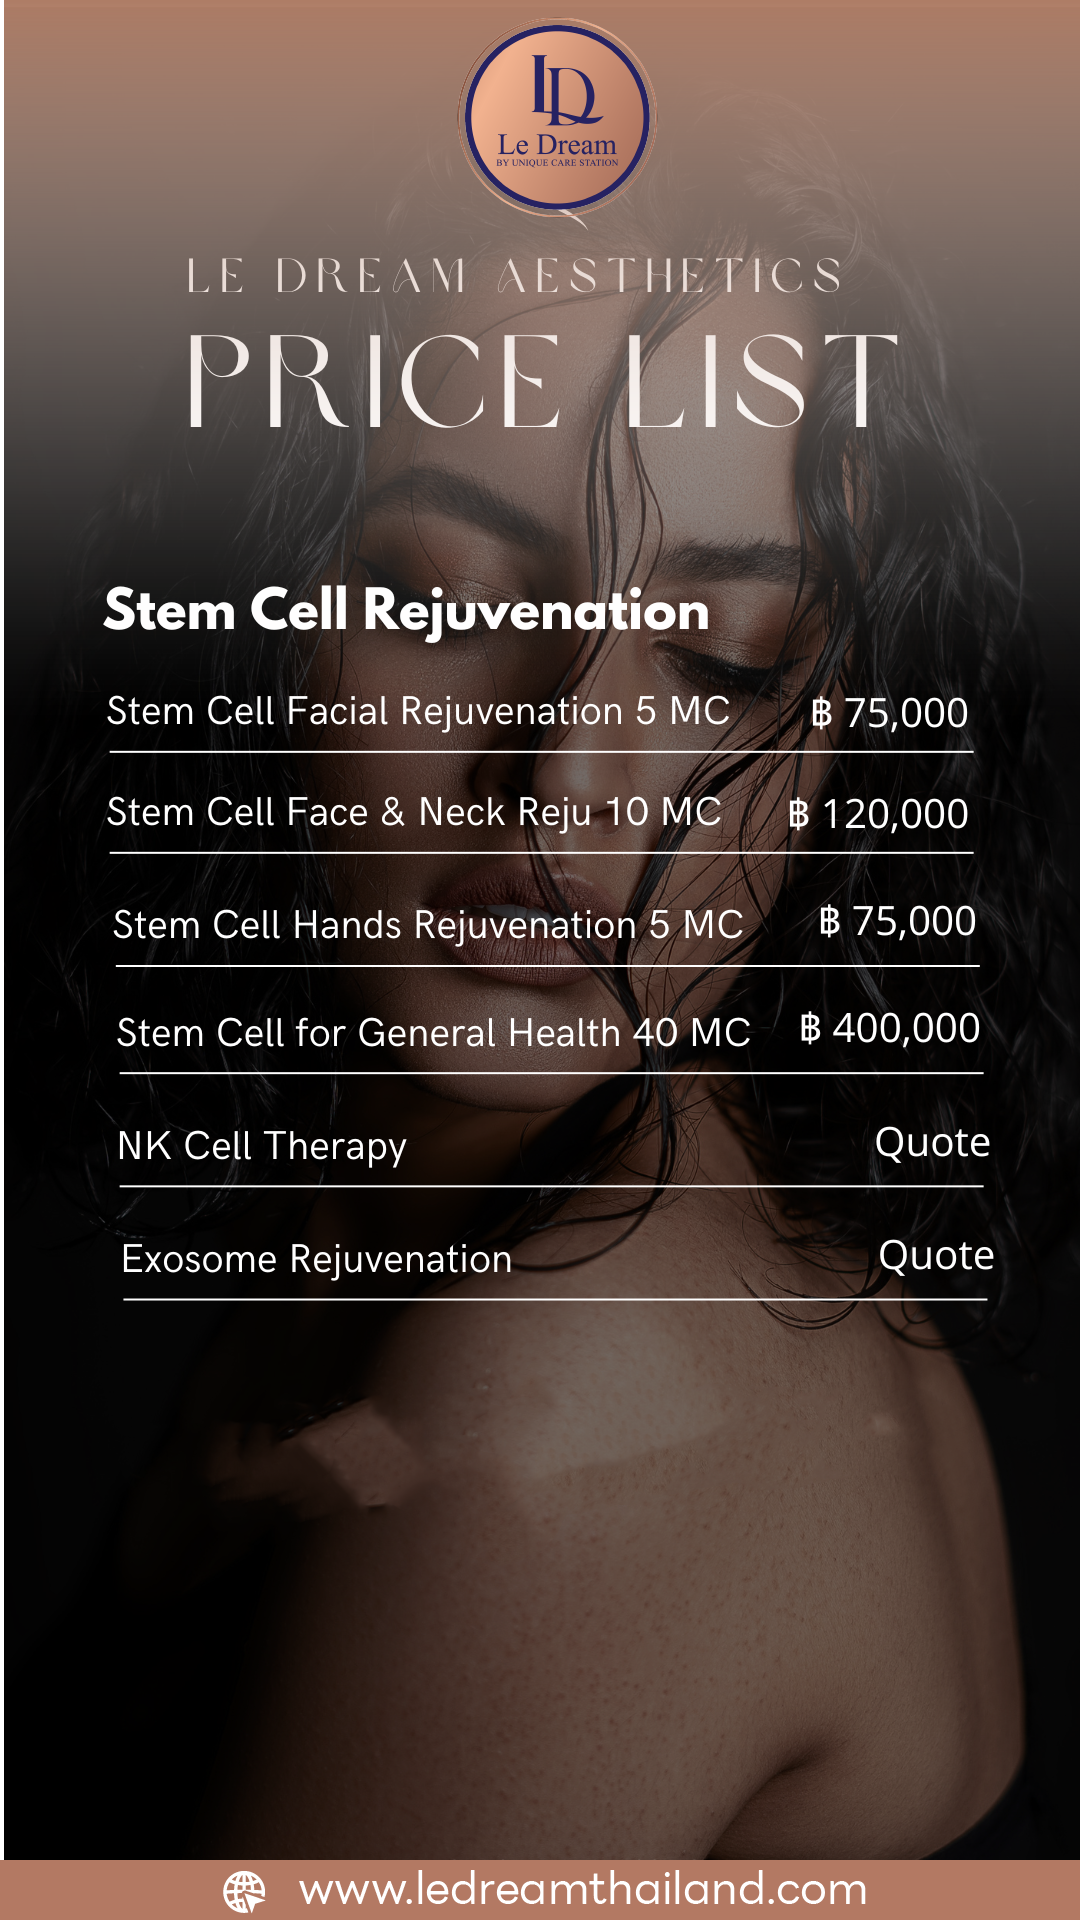 LD
Le Dream
BY UNIQUE CARE STATION
LE DREAM AESTHETICS
PRICE LIST
Stem Cell Rejuvenation
Stem Cell Facial Rejuvenation 5 MC ฿ 75,000
Stem Cell Face & Neck Reju 10 MC ฿ 120,000
Stem Cell Hands Rejuvenation 5 MC ฿ 75,000
Stem Cell for General Health 40 MC ฿ 400,000
NK Cell Therapy Quote
Exosome Rejuvenation Quote
www.ledreamthailand.com